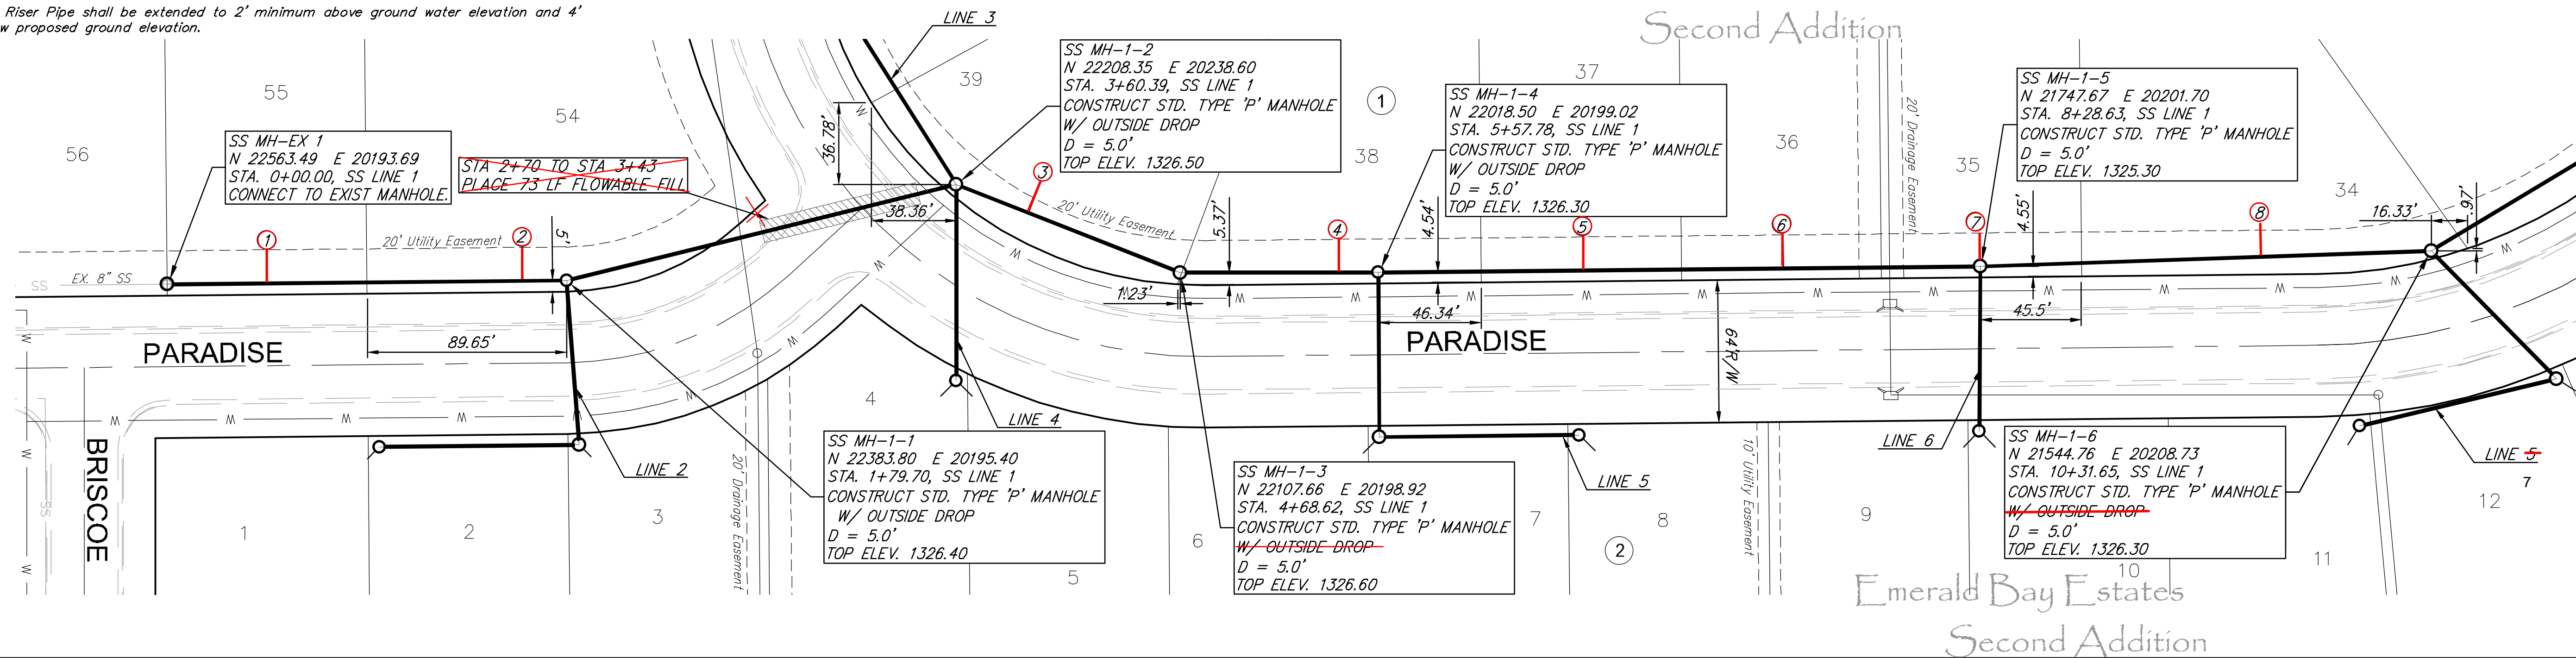 Riser Pipe shall be extended to 2' minimum above ground water elevation and 4'
w proposed ground elevation.
LINE 3
Second Addition
SS MH-1-2
N 22208.35 E 20238.60
STA. 3+60.39, SS LINE 1
CONSTRUCT STD. TYPE 'P' MANHOLE
W/ OUTSIDE DROP
D = 5.0'
TOP ELEV. 1326.50
SS MH-1-4
N 22018.50 E 20199.02
STA. 5+57.78, SS LINE 1
CONSTRUCT STD. TYPE 'P' MANHOLE
W/ OUTSIDE DROP
D = 5.0'
TOP ELEV. 1326.30
SS MH-1-5
N 21747.67 E 20201.70
STA. 8+28.63, SS LINE 1
CONSTRUCT STD. TYPE 'P' MANHOLE
D = 5.0'
TOP ELEV. 1325.30
SS MH-EX 1
N 22563.49 E 20193.69
STA. 0+00.00, SS LINE 1
CONNECT TO EXIST MANHOLE.
STA 2+70 TO STA 3+43
PLACE 73 LF FLOWABLE FILL
56
55
54
39
1
38
37
36
35
34
36.78'
38.36'
20' Drainage Easement
1
2
3
4
5
6
7
8
20' Utility Easement
20' Utility Easement
5'
5.37'
4.54'
4.55'
16.33'
.97'
SS
EX. 8" SS
1.23'
46.34'
45.5'
89.65'
PARADISE
PARADISE
64'R/W
W W W W W W W W W W W W
BRISCOE
SS
LINE 2
LINE 4
LINE 5
LINE 6
LINE 5
7
1
2
3
4
5
6
7
8
9
10
11
12
2
20' Drainage Easement
10' Utility Easement
SS MH-1-1
N 22383.80 E 20195.40
STA. 1+79.70, SS LINE 1
CONSTRUCT STD. TYPE 'P' MANHOLE
W/ OUTSIDE DROP
D = 5.0'
TOP ELEV. 1326.40
SS MH-1-3
N 22107.66 E 20198.92
STA. 4+68.62, SS LINE 1
CONSTRUCT STD. TYPE 'P' MANHOLE
W/ OUTSIDE DROP
D = 5.0'
TOP ELEV. 1326.60
SS MH-1-6
N 21544.76 E 20208.73
STA. 10+31.65, SS LINE 1
CONSTRUCT STD. TYPE 'P' MANHOLE
W/ OUTSIDE DROP
D = 5.0'
TOP ELEV. 1326.30
Emerald Bay Estates
Second Addition